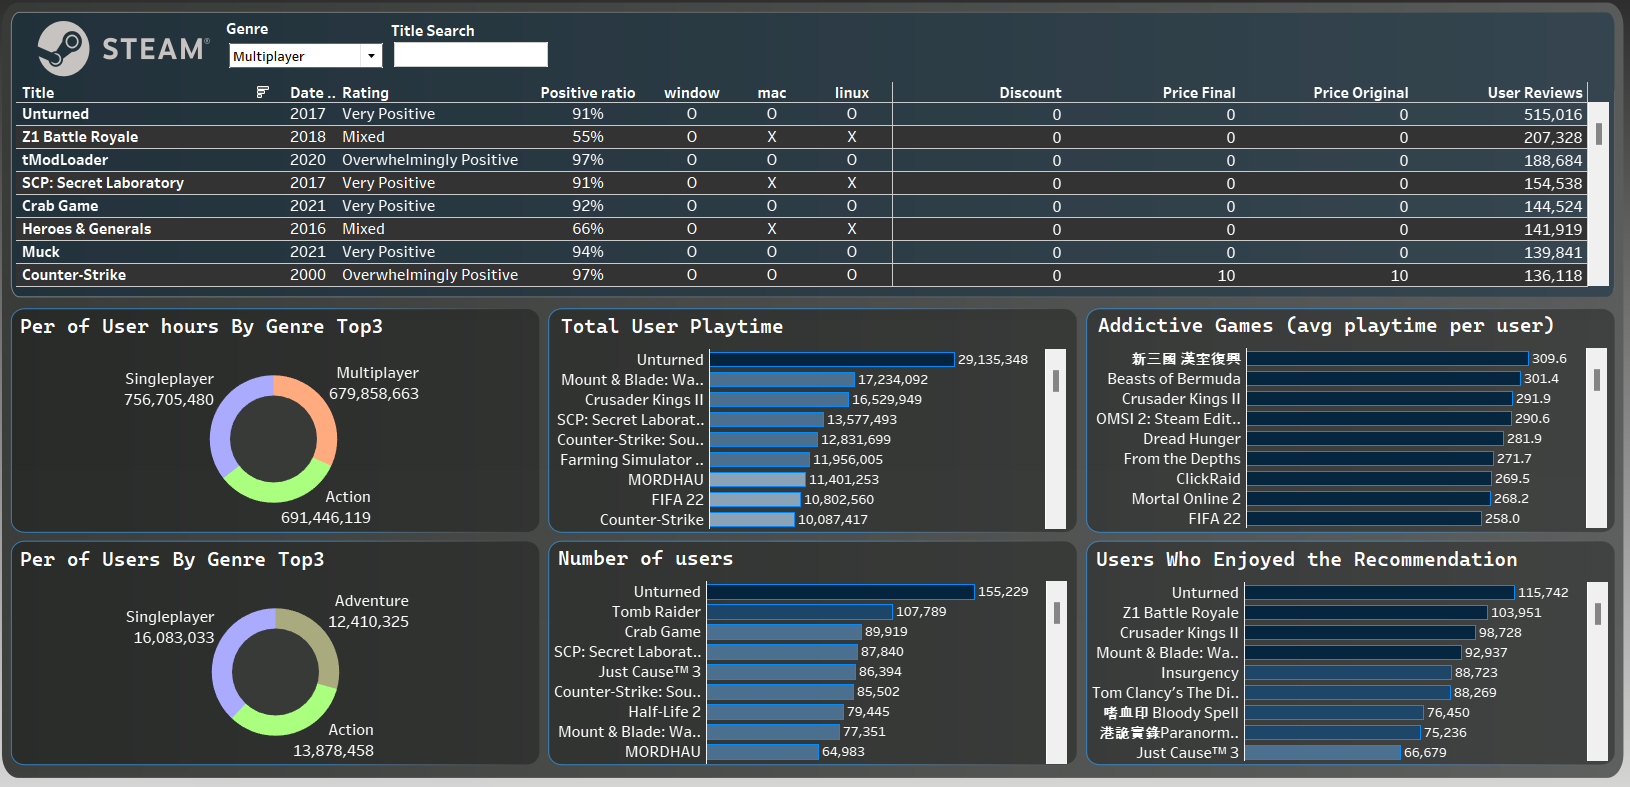 STEAM®
Genre
Title Search
Multiplayer
Title Date .. Rating Positive ratio window mac linux Discount Price Final Price Original User Reviews
Unturned 2017 Very Positive 91% O O O 0 0 0 515,016
Z1 Battle Royale 2018 Mixed 55% O X X 0 0 0 207,328
tModLoader 2020 Overwhelmingly Positive 97% O O O 0 0 0 188,684
SCP: Secret Laboratory 2017 Very Positive 91% O X X 0 0 0 154,538
Crab Game 2021 Very Positive 92% O O O 0 0 0 144,524
Heroes & Generals 2016 Mixed 66% O X X 0 0 0 141,919
Muck 2021 Very Positive 94% O O O 0 0 0 139,841
Counter-Strike 2000 Overwhelmingly Positive 97% O O O 0 10 10 136,118
Per of User hours By Genre Top3
Singleplayer
756,705,480
Multiplayer
679,858,663
Action
691,446,119
Total User Playtime
Unturned 29,135,348
Mount & Blade: Wa.. 17,234,092
Crusader Kings II 16,529,949
SCP: Secret Laborat.. 13,577,493
Counter-Strike: Sou.. 12,831,699
Farming Simulator .. 11,956,005
MORDHAU 11,401,253
FIFA 22 10,802,560
Counter-Strike 10,087,417
Addictive Games (avg playtime per user)
新三國 漢室復興 309.6
Beasts of Bermuda 301.4
Crusader Kings II 291.9
OMSI 2: Steam Edit.. 290.6
Dread Hunger 281.9
From the Depths 271.7
ClickRaid 269.5
Mortal Online 2 268.2
FIFA 22 258.0
Per of Users By Genre Top3
Singleplayer
16,083,033
Adventure
12,410,325
Action
13,878,458
Number of users
Unturned 155,229
Tomb Raider 107,789
Crab Game 89,919
SCP: Secret Laborat.. 87,840
Just Cause™ 3 86,394
Counter-Strike: Sou.. 85,502
Half-Life 2 79,445
Mount & Blade: Wa.. 77,351
MORDHAU 64,983
Users Who Enjoyed the Recommendation
Unturned 115,742
Z1 Battle Royale 103,951
Crusader Kings II 98,728
Mount & Blade: Wa.. 92,937
Insurgency 88,723
Tom Clancy's The Di.. 88,269
嗜血印 Bloody Spell 76,450
港詭實錄Paranorm.. 75,236
Just Cause™ 3 66,679